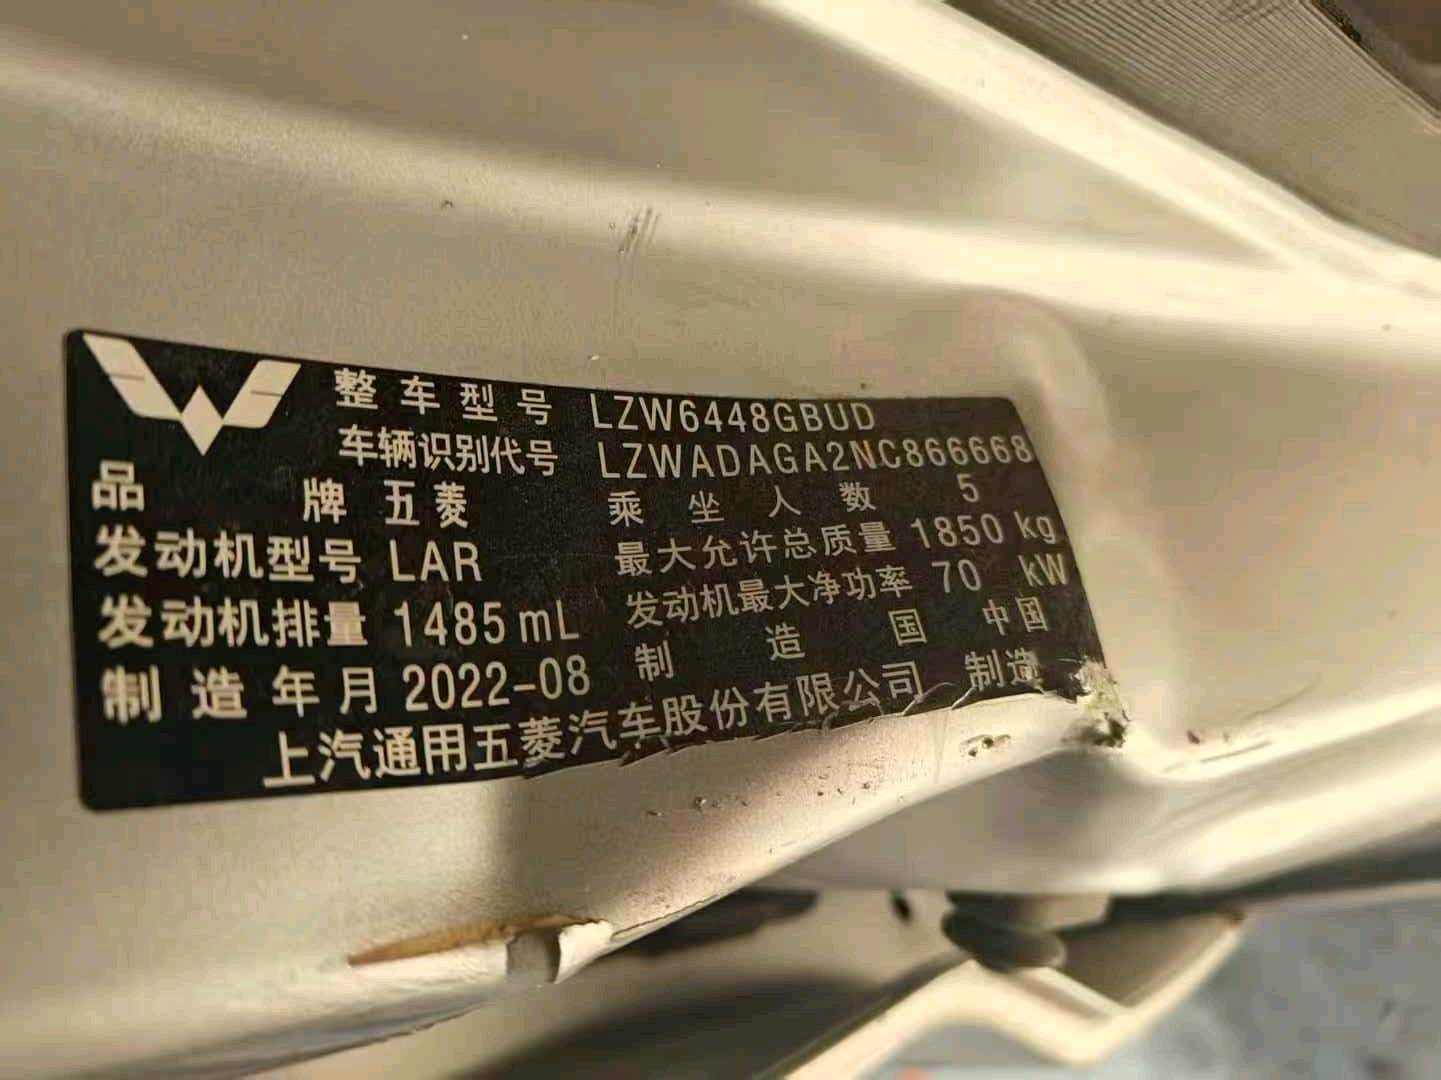 整车型号 LZW6448GBUD
车辆识别代号 LZWADAGA2NC866668
品牌 五菱 乘坐人数 5
发动机型号 LAR 最大允许总质量 1850 kg
发动机排量 1485 mL 发动机最大净功率 70 kW
制造年月 2022-08 制造国 中国
上汽通用五菱汽车股份有限公司 制造